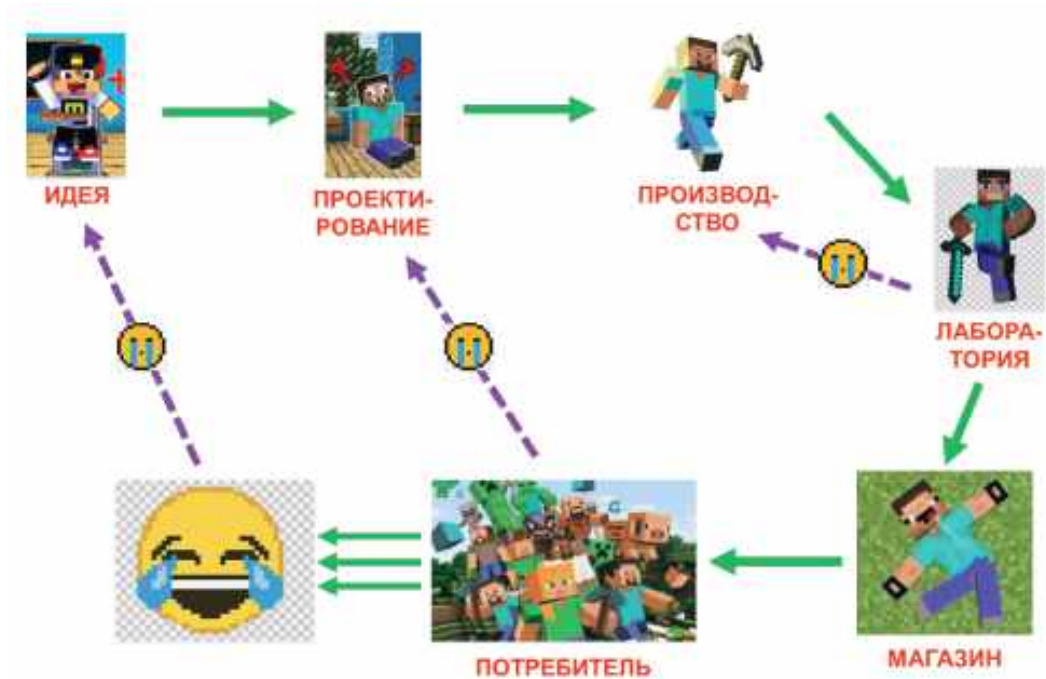 ИДЕЯ
ПРОЕКТИ-
РОВАНИЕ
ПРОИЗВОД-
СТВО
ЛАБОРА-
ТОРИЯ
ПОТРЕБИТЕЛЬ
МАГАЗИН